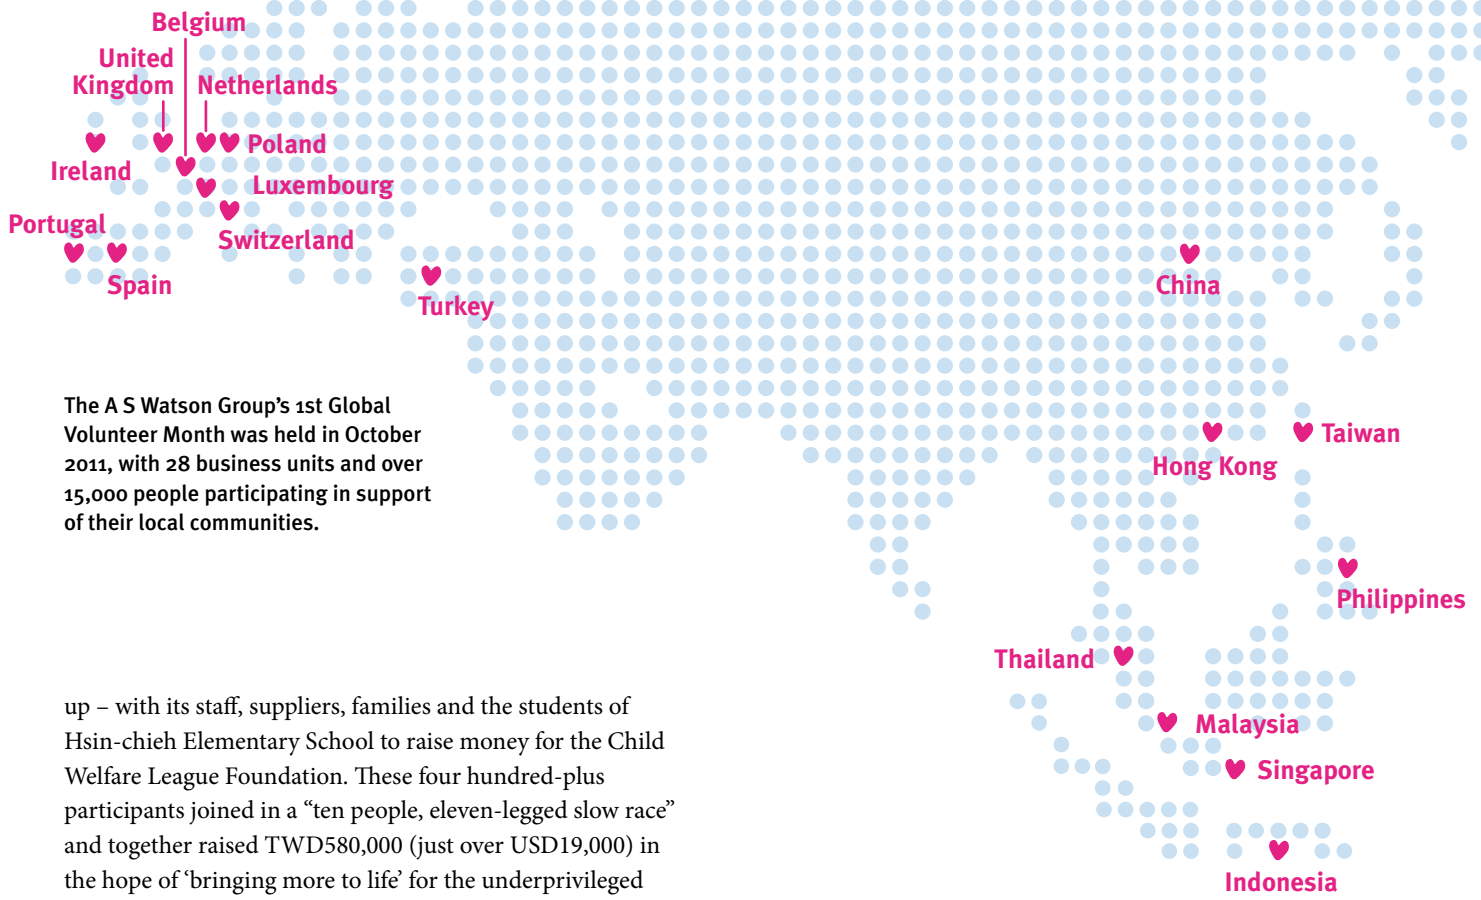 Belgium
United
Kingdom
Netherlands
Poland
Ireland
Luxembourg
Portugal
Switzerland
Spain
Turkey
China
The A S Watson Group’s 1st Global
Volunteer Month was held in October
2011, with 28 business units and over
15,000 people participating in support
of their local communities.
Taiwan
Hong Kong
Philippines
Thailand
Malaysia
Singapore
Indonesia
up – with its staff, suppliers, families and the students of
Hsin-chieh Elementary School to raise money for the Child
Welfare League Foundation. These four hundred-plus
participants joined in a “ten people, eleven-legged slow race”
and together raised TWD580,000 (just over USD19,000) in
the hope of ‘bringing more to life’ for the underprivileged